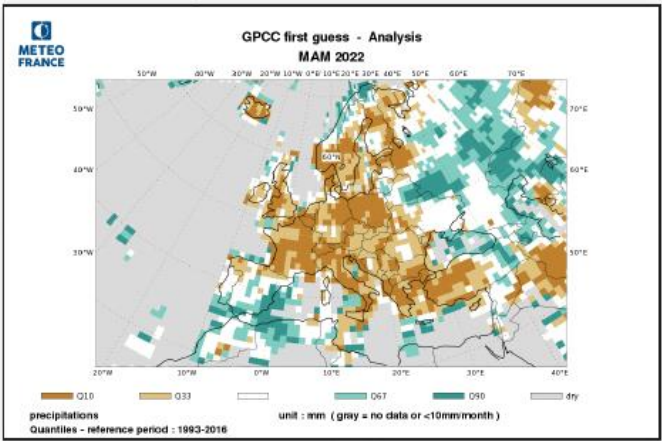 METEO
FRANCE
GPCC first guess - Analysis
MAM 2022
50°W 40°W 30°W 20°W 10°W 0°E 10°E 20°E 30°E 40°E 50°E 60°E 70°E
50°W
70°E
60°N
40°W
60°E
30°W
50°E
20°W 10°W 0°W 10°E 20°E 30°E 40°E
Q10 Q33 Q67 Q90 dry
precipitations unit : mm ( gray = no data or <10mm/month )
Quantiles - reference period : 1993-2016